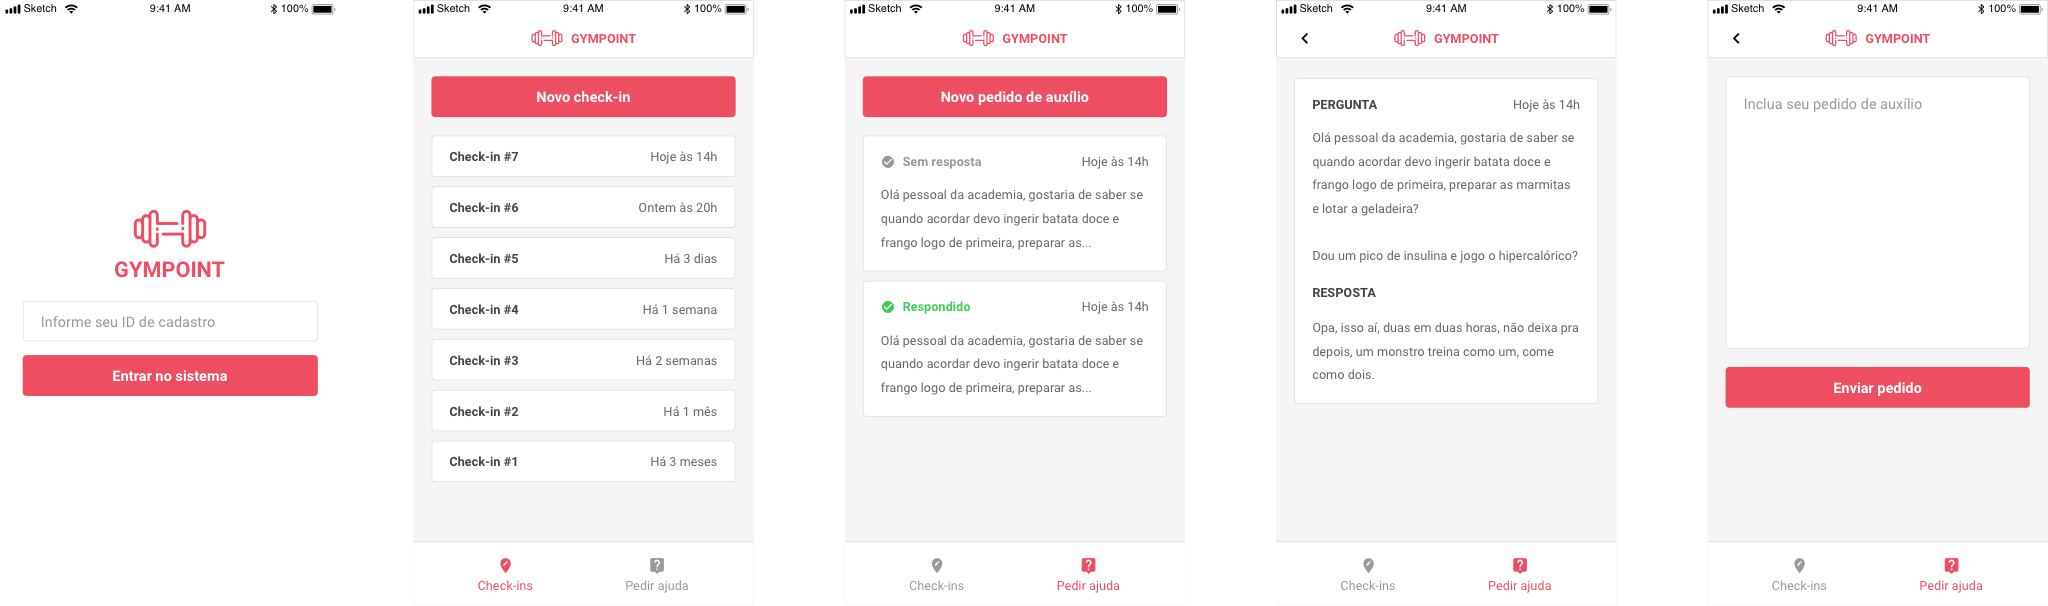 Sketch 9:41 AM 100%
GYMPOINT
Informe seu ID de cadastro
Entrar no sistema
Sketch 9:41 AM 100%
GYMPOINT
Novo check-in
Check-in #7 Hoje às 14h
Check-in #6 Ontem às 20h
Check-in #5 Há 3 dias
Check-in #4 Há 1 semana
Check-in #3 Há 2 semanas
Check-in #2 Há 1 mês
Check-in #1 Há 3 meses
Check-ins Pedir ajuda
Sketch 9:41 AM 100%
GYMPOINT
Novo pedido de auxílio
Sem resposta Hoje às 14h
Olá pessoal da academia, gostaria de saber se
quando acordar devo ingerir batata doce e
frango logo de primeira, preparar as...
Respondido Hoje às 14h
Olá pessoal da academia, gostaria de saber se
quando acordar devo ingerir batata doce e
frango logo de primeira, preparar as...
Check-ins Pedir ajuda
Sketch 9:41 AM 100%
GYMPOINT
PERGUNTA Hoje às 14h
Olá pessoal da academia, gostaria de saber se
quando acordar devo ingerir batata doce e
frango logo de primeira, preparar as marmitas
e lotar a geladeira?
Dou um pico de insulina e jogo o hipercalórico?
RESPOSTA
Opa, isso aí, duas em duas horas, não deixa pra
depois, um monstro treina como um, come
como dois.
Check-ins Pedir ajuda
Sketch 9:41 AM 100%
GYMPOINT
Inclua seu pedido de auxílio
Enviar pedido
Check-ins Pedir ajuda